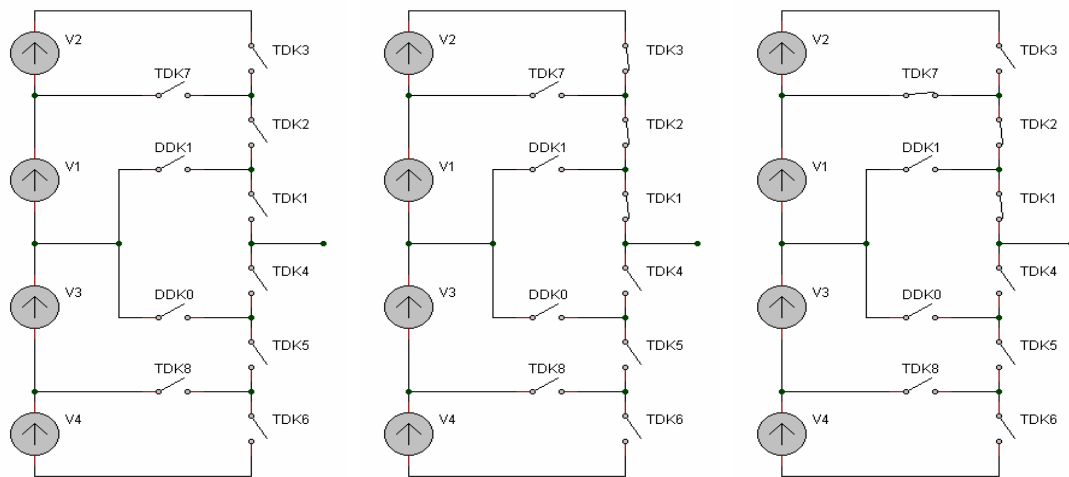 V2
TDK3
TDK7
TDK2
DDK1
V1
TDK1
TDK4
V3
DDK0
TDK5
TDK8
V4
TDK6
V2
TDK3
TDK7
TDK2
DDK1
V1
TDK1
TDK4
V3
DDK0
TDK5
TDK8
V4
TDK6
V2
TDK3
TDK7
TDK2
DDK1
V1
TDK1
TDK4
V3
DDK0
TDK5
TDK8
V4
TDK6